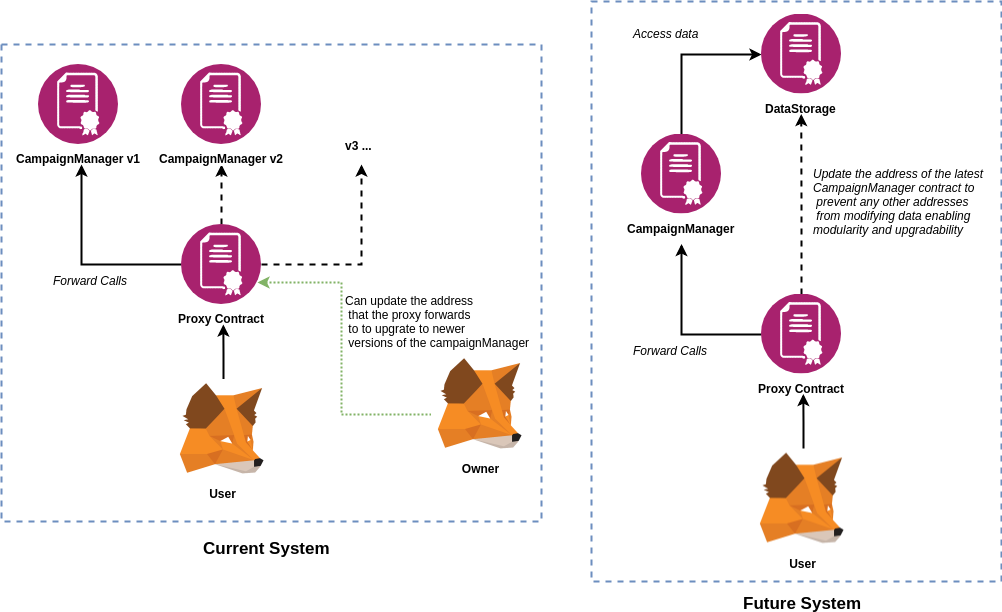 CampaignManager v1
CampaignManager v2
v3 ...
Forward Calls
Proxy Contract
Can update the address
that the proxy forwards
to to upgrate to newer
versions of the campaignManager
User
Owner
Current System
Access data
DataStorage
Update the address of the latest
CampaignManager contract to
prevent any other addresses
from modifying data enabling
modularity and upgradability
CampaignManager
Forward Calls
Proxy Contract
User
Future System